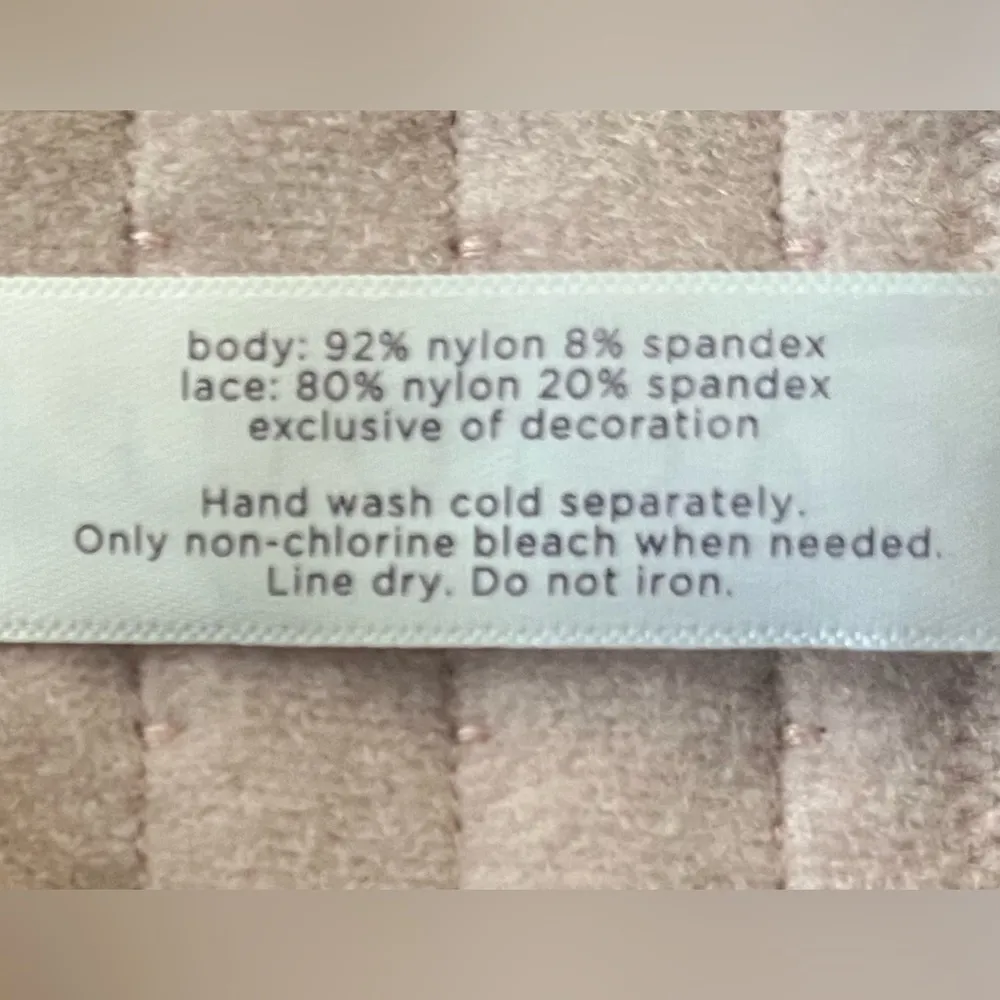 body: 92% nylon 8% spandex
lace: 80% nylon 20% spandex
exclusive of decoration
Hand wash cold separately.
Only non-chlorine bleach when needed.
Line dry. Do not iron.